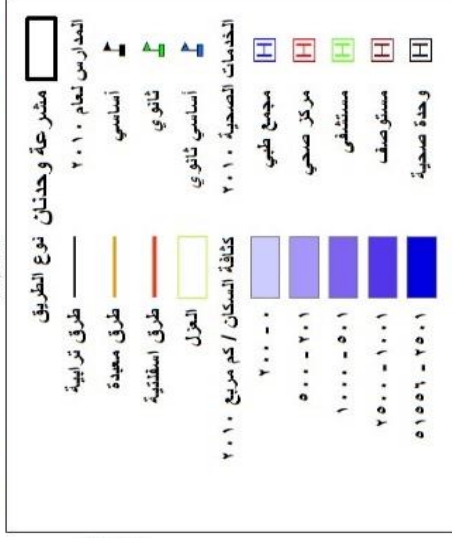 مشرعة وحدنان
نوع الطريق
طرق ترابية
طرق معبدة
طرق اسفلتية
العزل
كثافة السكان / كم مربع ٢٠١٠
٠ - ٢٠٠
٢٠١ - ٥٠٠
٥٠١ - ١٠٠٠
١٠٠١ - ٢٥٠٠
٢٥٠١ - ٥١٥٥٦
المدارس لعام ٢٠١٠
أساسي
ثانوي
أساسي ثانوي
الخدمات الصحية ٢٠١٠
مجمع طبي
مركز صحي
مستشفى
مستوصف
وحدة صحية